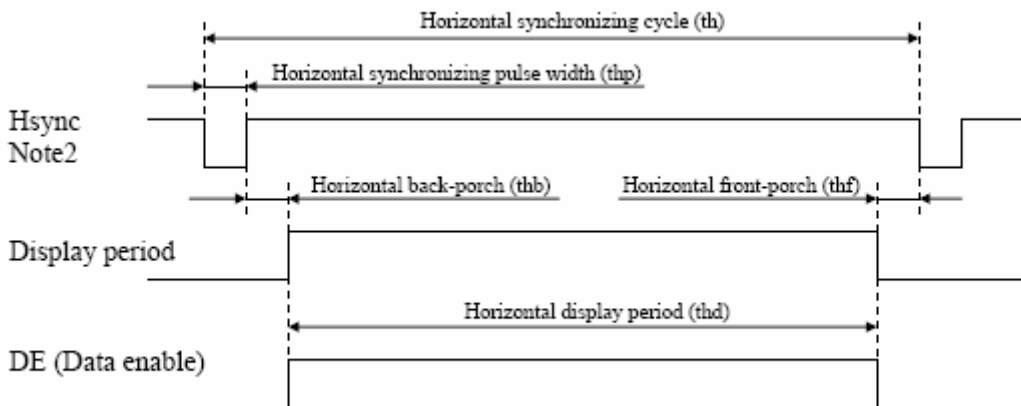 Horizontal synchronizing cycle (th)
Horizontal synchronizing pulse width (thp)
Hsync
Note2
Horizontal back-porch (thb)
Horizontal front-porch (thf)
Display period
Horizontal display period (thd)
DE (Data enable)